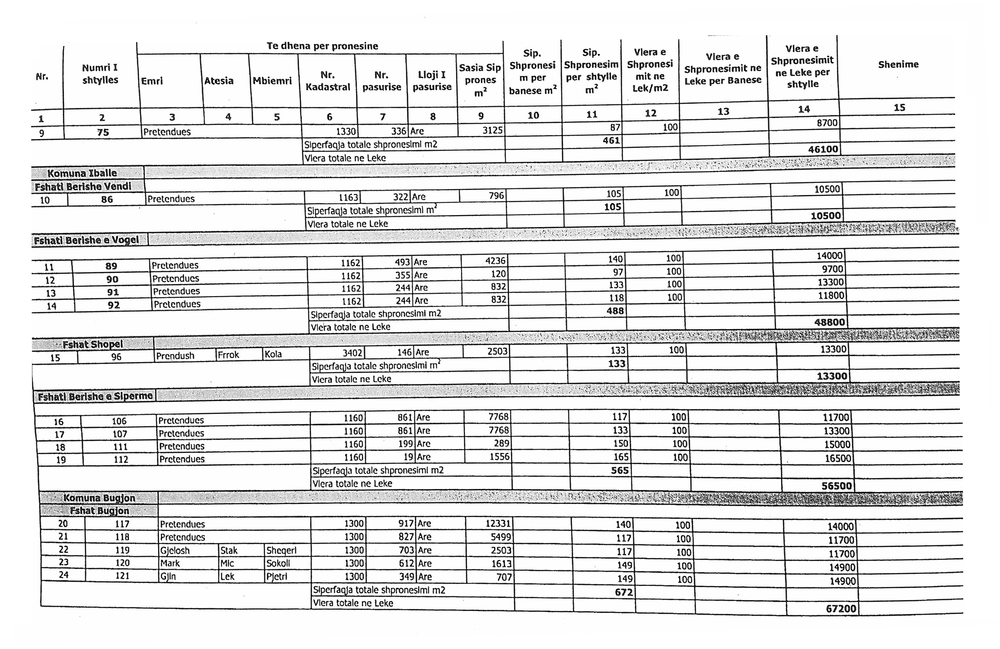 Te dhena per pronesine
Nr. Numri I shtylles Emri Atesia Mbiemri Nr. Kadastral Nr. pasurise Lloji I pasurise Sasia Sip prones m² Sip. Shpronesi m per banese m² Sip. Shpronesim per shtylle m² Vlera e Shpronesi mit ne Lek/m2 Vlera e Shpronesimit ne Leke per Banese Vlera e Shpronesimit ne Leke per shtylle Shenime
1 2 3 4 5 6 7 8 9 10 11 12 13 14 15
9 75 Pretendues 1330 336 Are 3125 87 100 8700
Siperfaqja totale shpronesimi m2 461
Vlera totale ne Leke 46100
Komuna Iballe
Fshati Berishe Vendi
10 86 Pretendues 1163 322 Are 796 105 100 10500
Siperfaqja totale shpronesimi m² 105
Vlera totale ne Leke 10500
Fshati Berishe e Vogel
11 89 Pretendues 1162 493 Are 4236 140 100 14000
12 90 Pretendues 1162 355 Are 120 97 100 9700
13 91 Pretendues 1162 244 Are 832 133 100 13300
14 92 Pretendues 1162 244 Are 832 118 100 11800
Siperfaqja totale shpronesimi m2 488
Vlera totale ne Leke 48800
Fshat Shopel
15 96 Prendush Frrok Kola 3402 146 Are 2503 133 100 13300
Siperfaqja totale shpronesimi m² 133
Vlera totale ne Leke 13300
Fshati Berishe e Siperme
16 106 Pretendues 1160 861 Are 7768 117 100 11700
17 107 Pretendues 1160 861 Are 7768 133 100 13300
18 111 Pretendues 1160 199 Are 289 150 100 15000
19 112 Pretendues 1160 19 Are 1556 165 100 16500
Siperfaqja totale shpronesimi m2 565
Vlera totale ne Leke 56500
Komuna Bugjon
Fshat Bugjon
20 117 Pretendues 1300 917 Are 12331 140 100 14000
21 118 Pretendues 1300 827 Are 5499 117 100 11700
22 119 Gjelosh Stak Sheqeri 1300 703 Are 2503 117 100 11700
23 120 Mark Mic Sokoli 1300 612 Are 1613 149 100 14900
24 121 Gjin Lek Pjetri 1300 349 Are 707 149 100 14900
Siperfaqja totale shpronesimi m2 672
Vlera totale ne Leke 67200